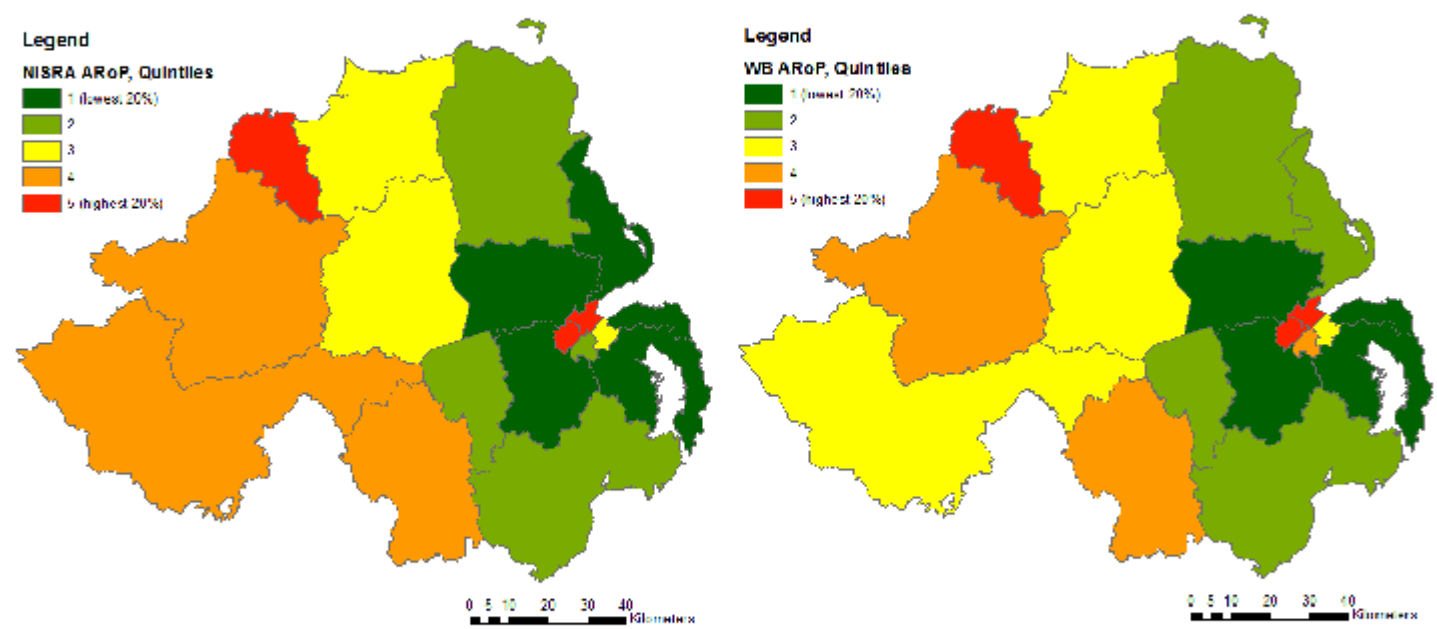 Legend
NISRA ARoP, Quintiles
1 (lowest 20%)
2
3
4
5 (highest 20%)
0 5 10 20 30 40
Kilometers
Legend
WB ARoP, Quintiles
1 (lowest 20%)
2
3
4
5 (highest 20%)
0 5 10 20 30 40
Kilometers